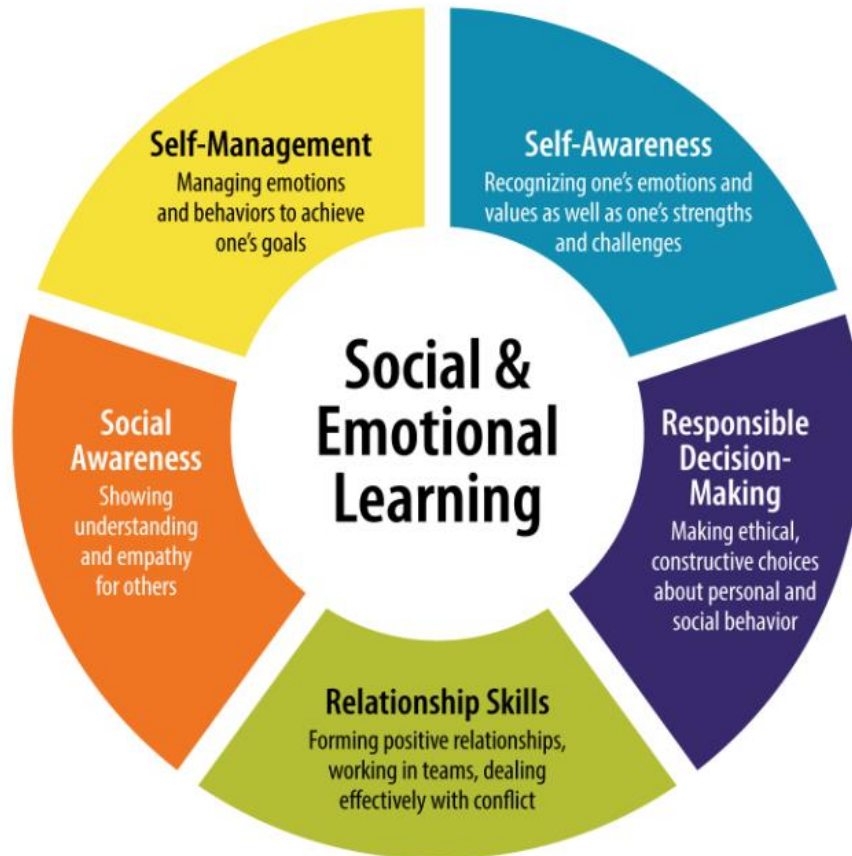 Self-Management
Managing emotions
and behaviors to achieve
one’s goals
Self-Awareness
Recognizing one’s emotions and
values as well as one’s strengths
and challenges
Social &
Emotional
Learning
Social
Awareness
Showing
understanding
and empathy
for others
Responsible
Decision-
Making
Making ethical,
constructive choices
about personal and
social behavior
Relationship Skills
Forming positive relationships,
working in teams, dealing
effectively with conflict